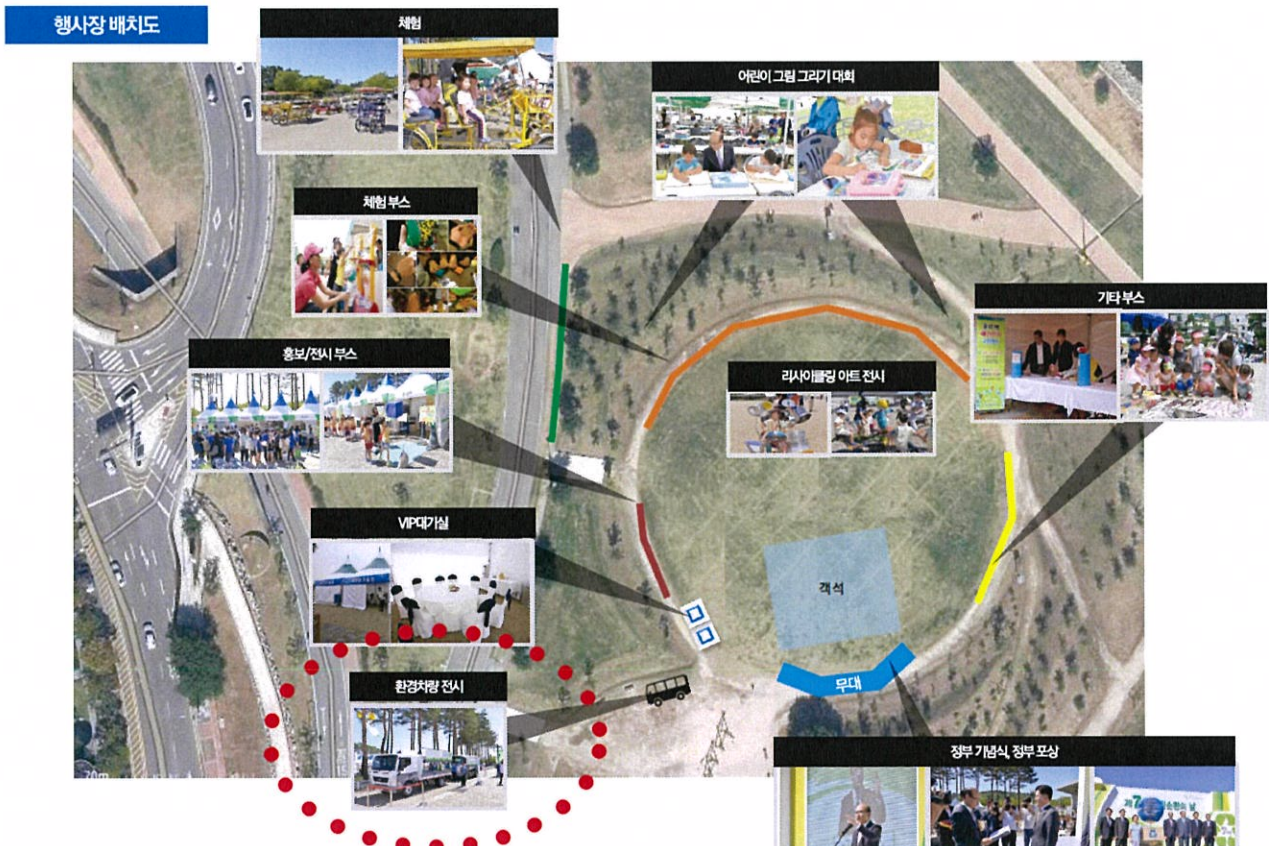 행사장 배치도
체험
어린이 그림 그리기 대회
체험 부스
기타 부스
홍보/전시 부스
리사이클링 아트 전시
VIP대기실
객석
환경차량 전시
무대
정부 기념식, 정부 포상
20m